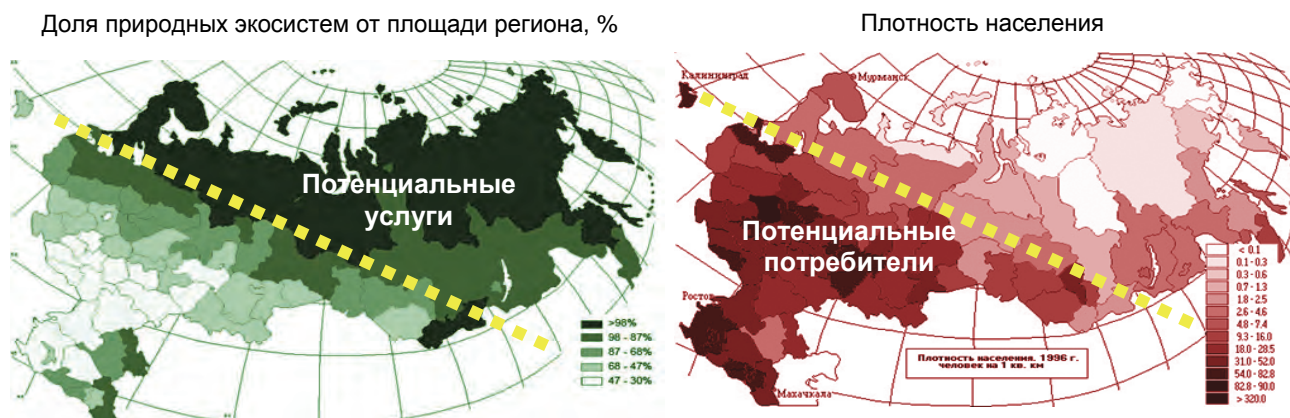 Доля природных экосистем от площади региона, %
Потенциальные
услуги
>98%
98 - 87%
87 - 68%
68 - 47%
47 - 30%
Плотность населения
Калининград
Мурманск
Потенциальные
потребители
Ростов
Махачкала
Плотность населения. 1996 г.
человек на 1 кв. км
< 0.1
0.1 - 0.3
0.3 - 0.6
0.7 - 1.3
1.8 - 2.5
2.6 - 4.6
4.8 - 7.4
9.3 - 16.0
18.0 - 28.5
31.0 - 52.0
54.0 - 82.8
82.8 - 90.0
> 320.0